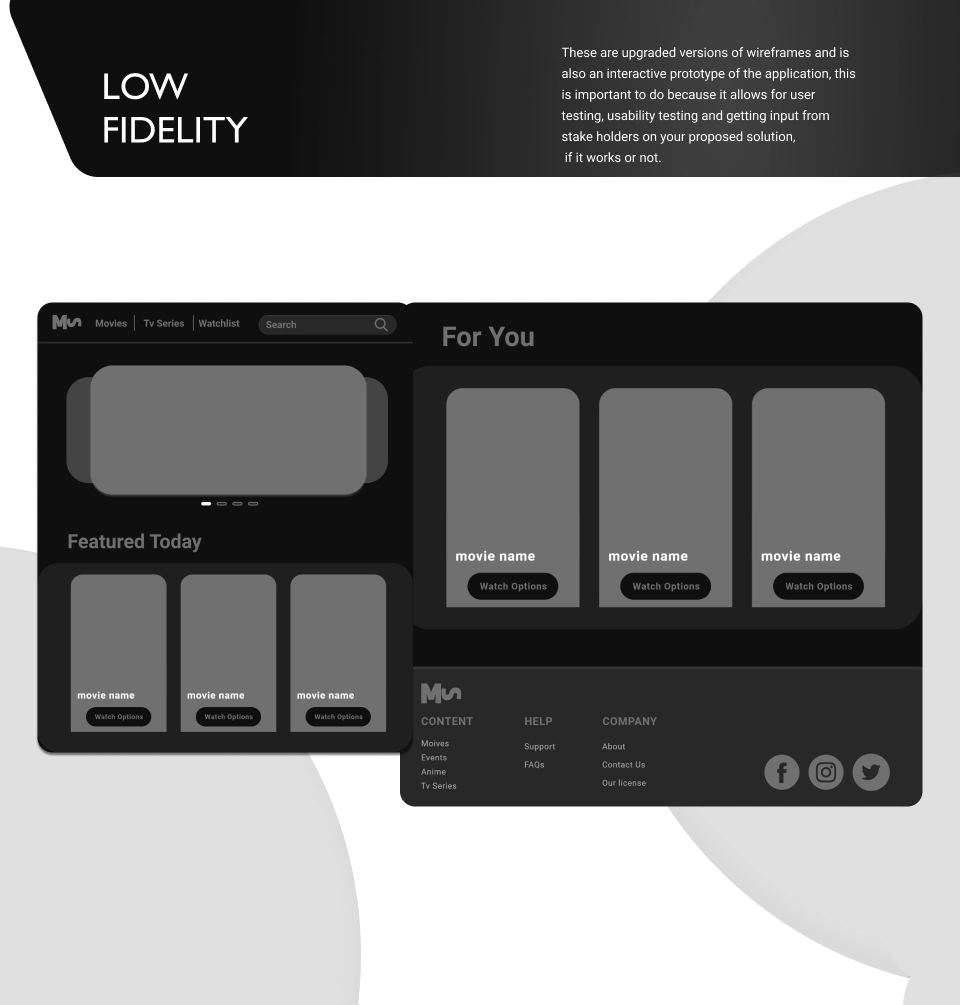 LOW
FIDELITY
These are upgraded versions of wireframes and is
also an interactive prototype of the application, this
is important to do because it allows for user
testing, usability testing and getting input from
stake holders on your proposed solution,
if it works or not.
Movies Tv Series Watchlist Search
Featured Today
movie name movie name movie name
Watch Options Watch Options Watch Options
For You
movie name movie name movie name
Watch Options Watch Options Watch Options
CONTENT
Moives
Events
Anime
Tv Series
HELP
Support
FAQs
COMPANY
About
Contact Us
Our license